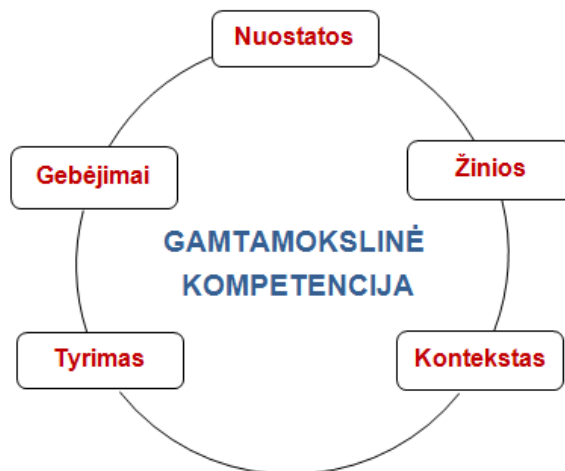 Nuostatos
Gebėjimai
Žinios
GAMTAMOKSLINĖ
KOMPETENCIJA
Tyrimas
Kontekstas